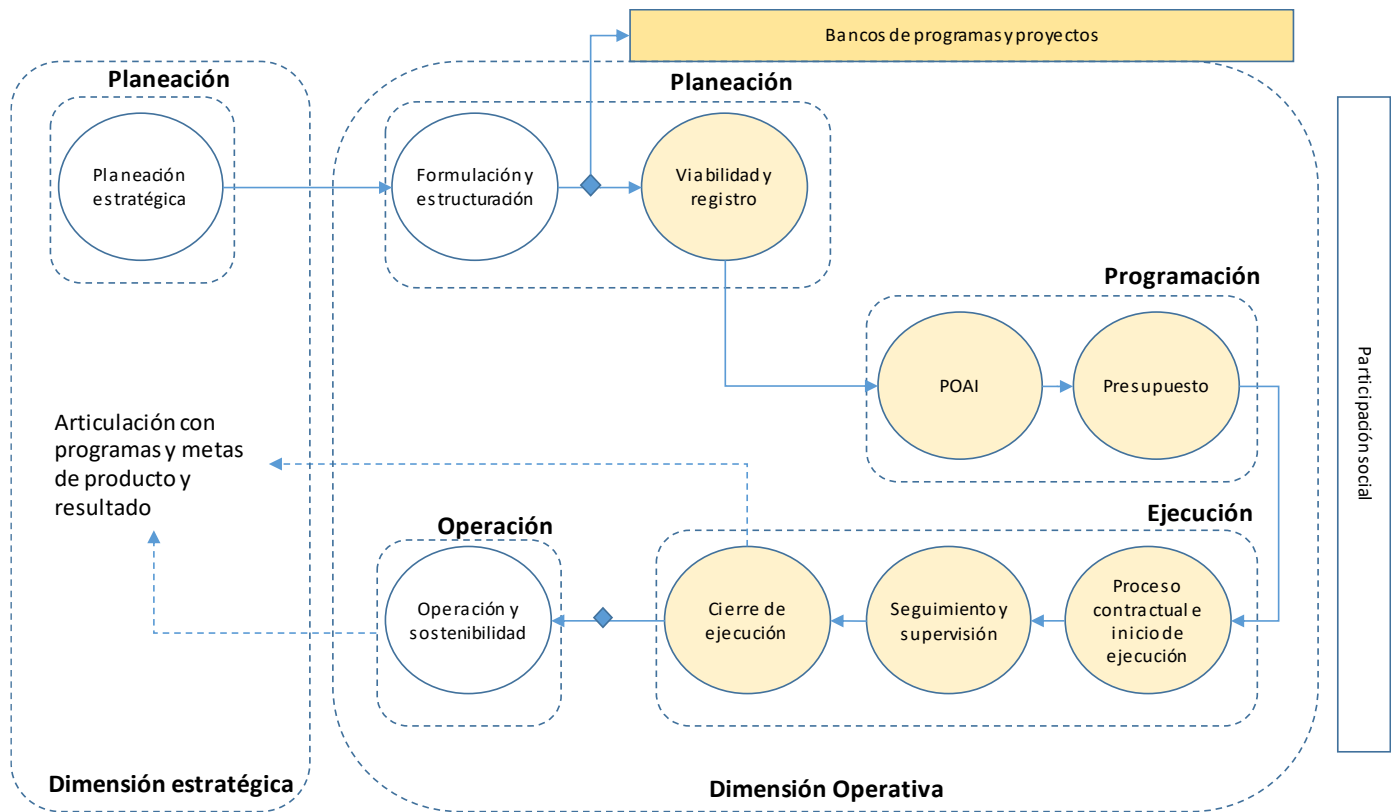 Bancos de programas y proyectos
Planeación
Planeación
Planeación
estratégica
Formulación y
estructuración
Viabilidad y
registro
Programación
POAI
Presupuesto
Participación social
Articulación con
programas y metas
de producto y
resultado
Operación
Ejecución
Operación y
sostenibilidad
Cierre de
ejecución
Seguimiento y
supervisión
Proceso
contractual e
inicio de
ejecución
Dimensión estratégica
Dimensión Operativa